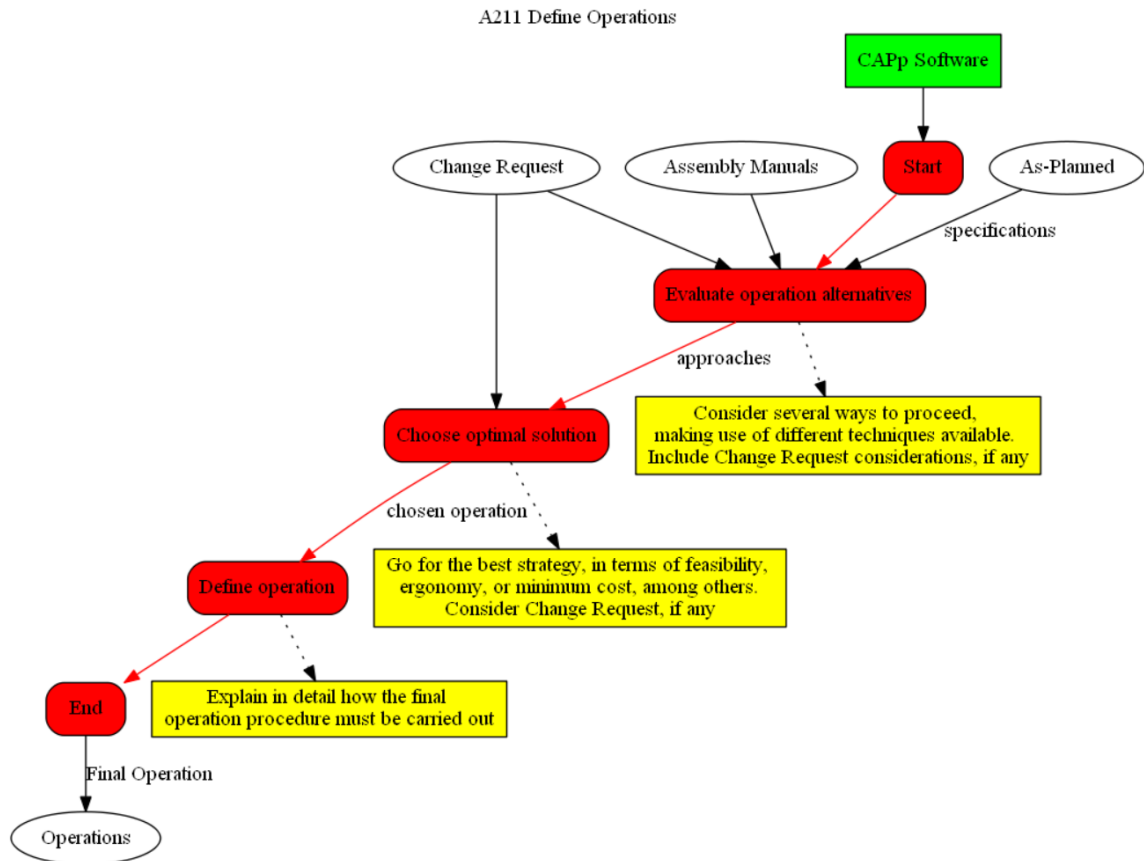 A211 Define Operations
CAPp Software
Change Request
Assembly Manuals
Start
As-Planned
specifications
Evaluate operation alternatives
approaches
Choose optimal solution
Consider several ways to proceed,
making use of different techniques available.
Include Change Request considerations, if any
chosen operation
Define operation
Go for the best strategy, in terms of feasibility,
ergonomy, or minimum cost, among others.
Consider Change Request, if any
End
Explain in detail how the final
operation procedure must be carried out
Final Operation
Operations